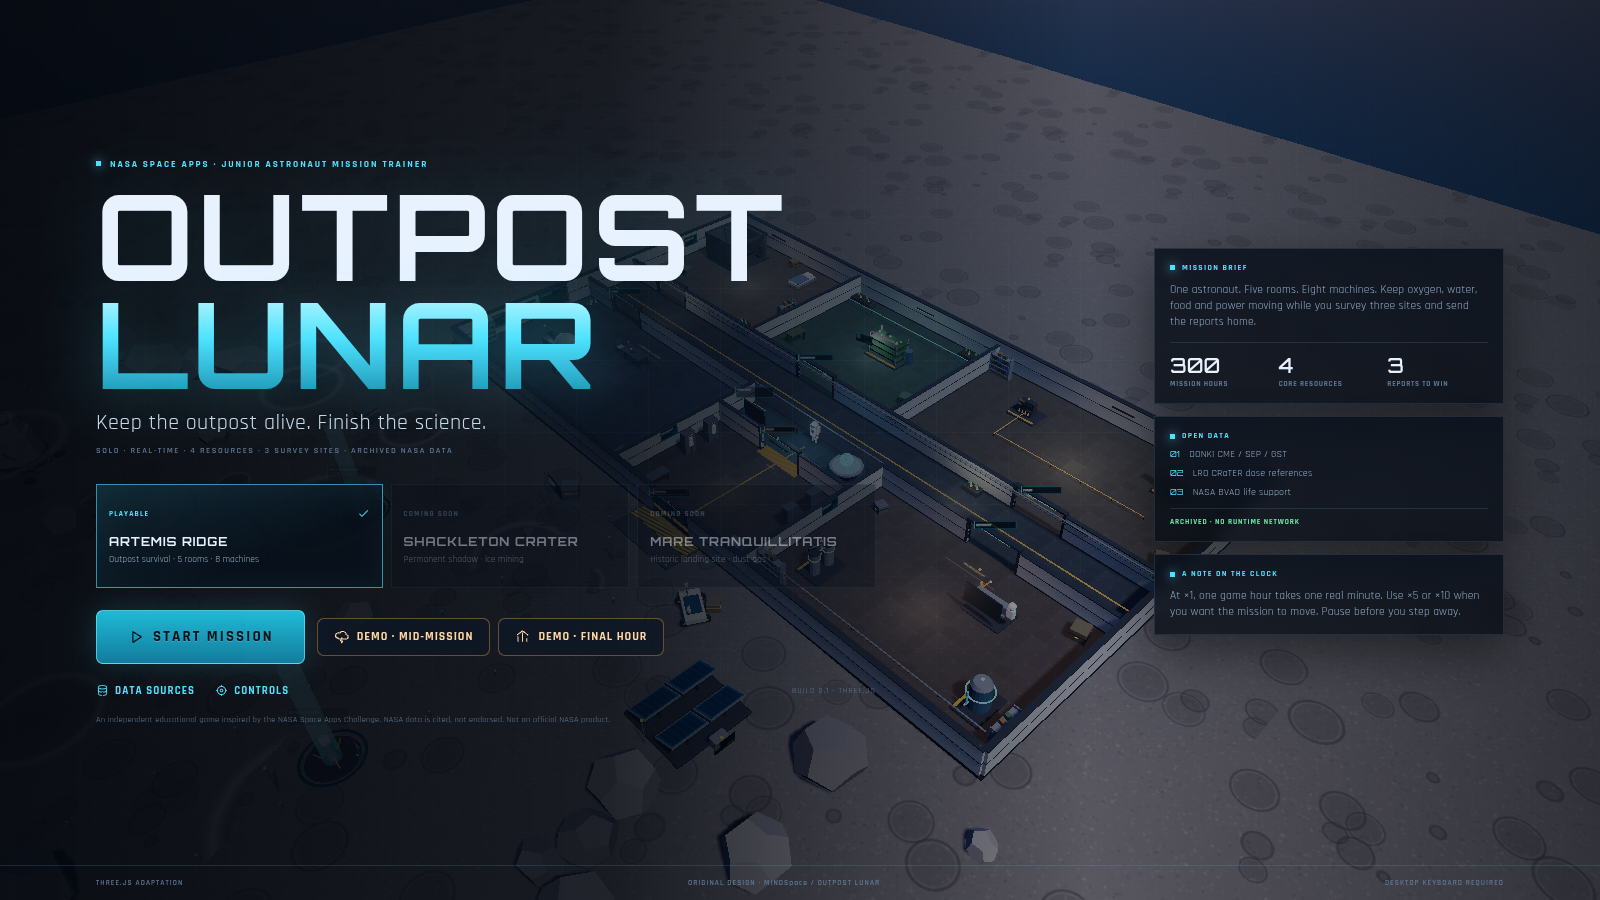 NASA SPACE APPS · JUNIOR ASTRONAUT MISSION TRAINER
OUTPOST
LUNAR
Keep the outpost alive. Finish the science.
SOLO · REAL-TIME · 4 RESOURCES · 3 SURVEY SITES · ARCHIVED NASA DATA
PLAYABLE
ARTEMIS RIDGE
Outpost survival · 5 rooms · 8 machines
COMING SOON
SHACKLETON CRATER
Permanent shadow · Ice mining
COMING SOON
MARE TRANQUILLITATIS
Historic landing site · dust-gas
START MISSION
DEMO · MID-MISSION
DEMO · FINAL HOUR
DATA SOURCES
CONTROLS
BUILD 0.1 · THREE.JS
An independent educational game inspired by the NASA Space Apps Challenge. NASA data is cited, not endorsed. Not an official NASA product.
MISSION BRIEF
One astronaut. Five rooms. Eight machines. Keep oxygen, water,
food and power moving while you survey three sites and send
the reports home.
300
MISSION HOURS
4
CORE RESOURCES
3
REPORTS TO WIN
OPEN DATA
01 DONKI CME / SEP / GST
02 LRO CRaTER dose references
03 NASA BVAD life support
ARCHIVED · NO RUNTIME NETWORK
A NOTE ON THE CLOCK
At ×1, one game hour takes one real minute. Use ×5 or ×10 when
you want the mission to move. Pause before you step away.
THREE.JS ADAPTATION
ORIGINAL DESIGN · MINDSpace / OUTPOST LUNAR
DESKTOP KEYBOARD REQUIRED